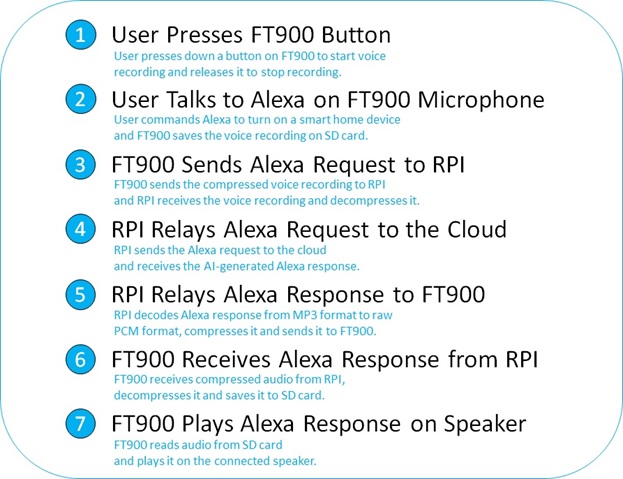 1 User Presses FT900 Button
User presses down a button on FT900 to start voice
recording and releases it to stop recording.
2 User Talks to Alexa on FT900 Microphone
User commands Alexa to turn on a smart home device
and FT900 saves the voice recording on SD card.
3 FT900 Sends Alexa Request to RPI
FT900 sends the compressed voice recording to RPI
and RPI receives the voice recording and decompresses it.
4 RPI Relays Alexa Request to the Cloud
RPI sends the Alexa request to the cloud
and receives the AI-generated Alexa response.
5 RPI Relays Alexa Response to FT900
RPI decodes Alexa response from MP3 format to raw
PCM format, compresses it and sends it to FT900.
6 FT900 Receives Alexa Response from RPI
FT900 receives compressed audio from RPI,
decompresses it and saves it to SD card.
7 FT900 Plays Alexa Response on Speaker
FT900 reads audio from SD card
and plays it on the connected speaker.